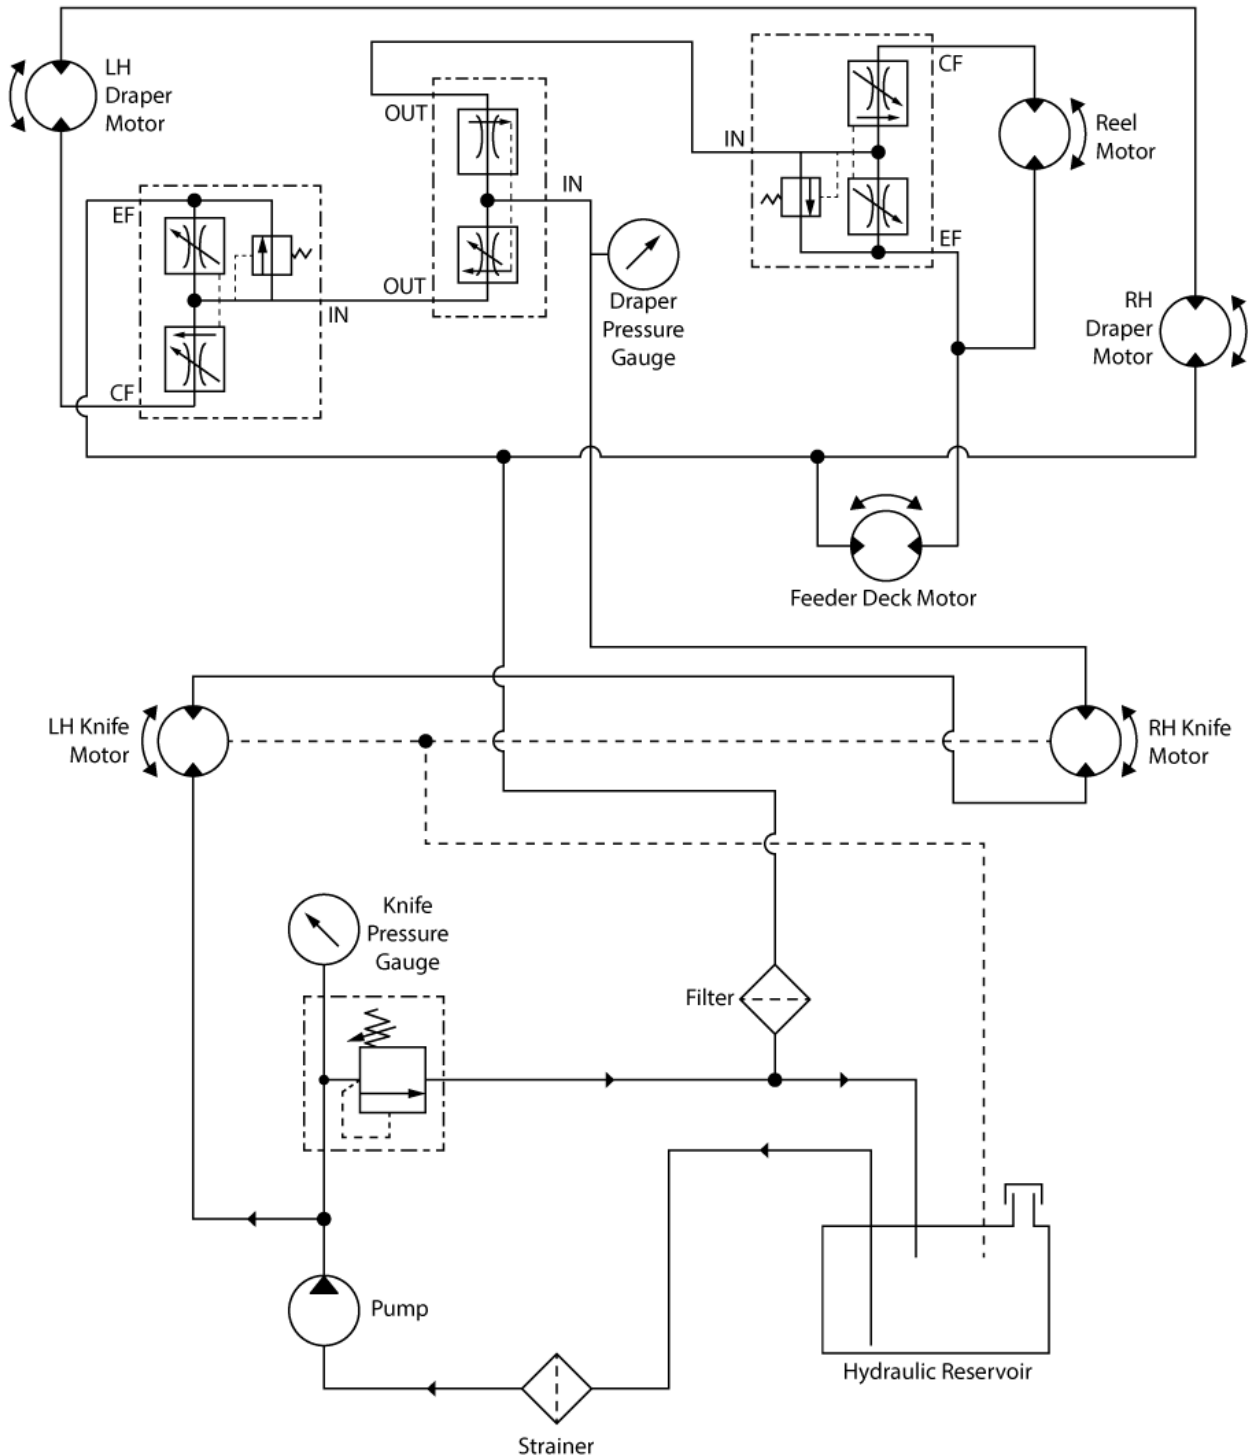 LH
Draper
Motor
OUT
CF
IN
Reel
Motor
IN
EF
EF
OUT
IN
Draper
Pressure
Gauge
RH
Draper
Motor
CF
Feeder Deck Motor
LH Knife
Motor
RH Knife
Motor
Knife
Pressure
Gauge
Filter
Pump
Hydraulic Reservoir
Strainer